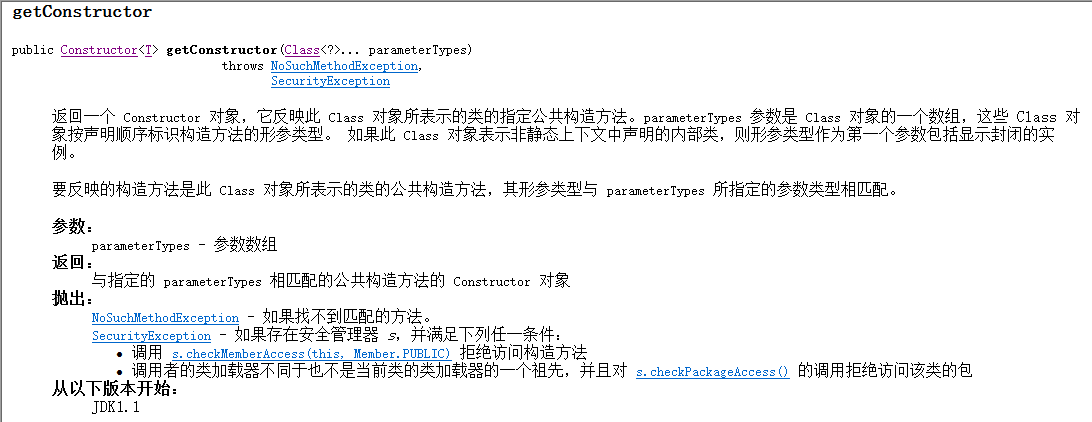 getConstructor
public Constructor<T> getConstructor(Class<?>... parameterTypes)
throws NoSuchMethodException,
SecurityException
返回一个 Constructor 对象，它反映此 Class 对象所表示的类的指定公共构造方法。parameterTypes 参数是 Class 对象的一个数组，这些 Class 对
象按声明顺序标识构造方法的形参类型。 如果此 Class 对象表示非静态上下文中声明的内部类，则形参类型作为第一个参数包括显示封闭的实
例。
要反映的构造方法是此 Class 对象所表示的类的公共构造方法，其形参类型与 parameterTypes 所指定的参数类型相匹配。
参数：
parameterTypes - 参数数组
返回：
与指定的 parameterTypes 相匹配的公共构造方法的 Constructor 对象
抛出：
NoSuchMethodException - 如果找不到匹配的方法。
SecurityException - 如果存在安全管理器 s，并满足下列任一条件：
• 调用 s.checkMemberAccess(this, Member.PUBLIC) 拒绝访问构造方法
• 调用者的类加载器不同于也不是当前类的类加载器的一个祖先，并且对 s.checkPackageAccess() 的调用拒绝访问该类的包
从以下版本开始：
JDK1.1